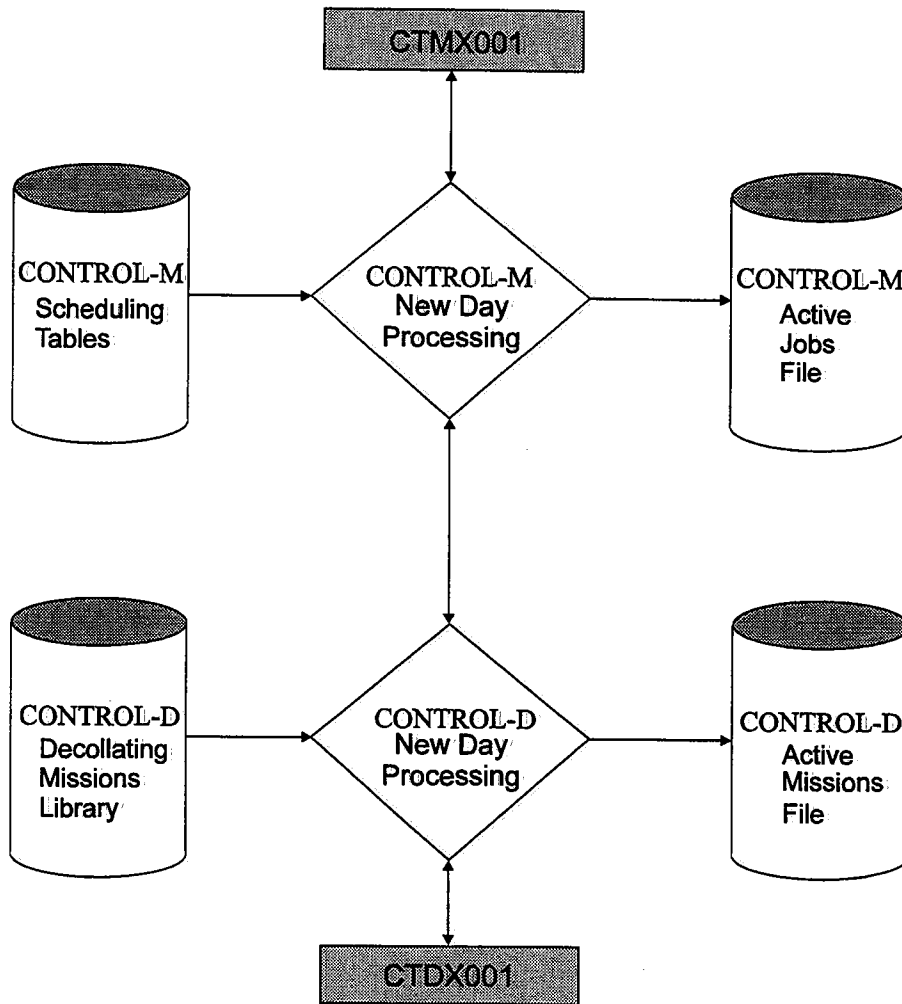 CTMX001
CONTROL-M
Scheduling
Tables
CONTROL-M
New Day
Processing
CONTROL-M
Active
Jobs
File
CONTROL-D
Decollating
Missions
Library
CONTROL-D
New Day
Processing
CONTROL-D
Active
Missions
File
CTDX001